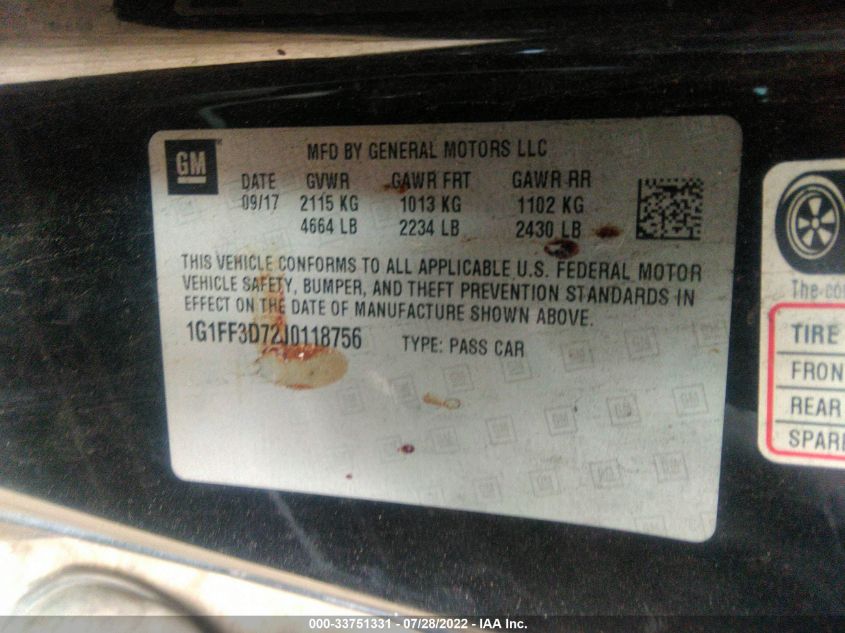 GM
MFD BY GENERAL MOTORS LLC
DATE GVWR GAWR FRT GAWR RR
09/17 2115 KG 1013 KG 1102 KG
4664 LB 2234 LB 2430 LB
THIS VEHICLE CONFORMS TO ALL APPLICABLE U.S. FEDERAL MOTOR
VEHICLE SAFETY, BUMPER, AND THEFT PREVENTION STANDARDS IN
EFFECT ON THE DATE OF MANUFACTURE SHOWN ABOVE.
1G1FF3D72J0118756 TYPE: PASS CAR
TIRE
FRON
REAR
SPARE
000-33751331 - 07/28/2022 - IAA Inc.